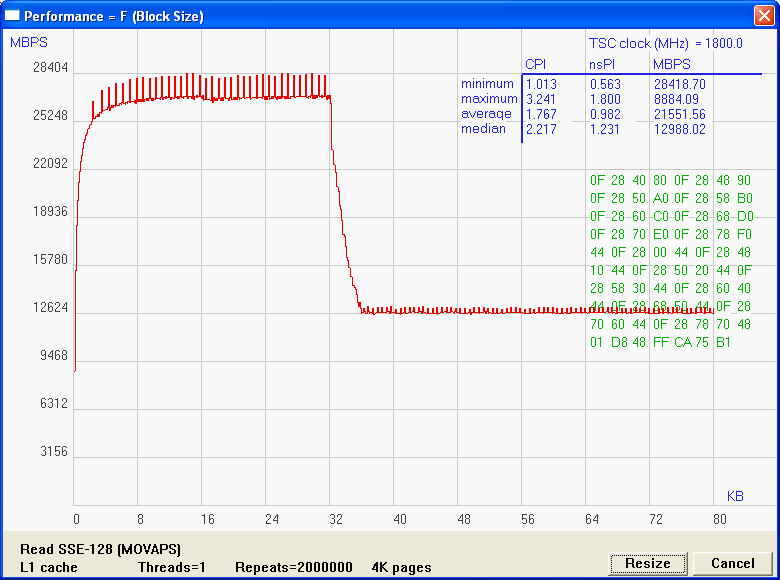 Performance = F (Block Size)
MBPS
TSC clock (MHz) = 1800.0
CPI nsPI MBPS
minimum 1.013 0.563 28418.70
maximum 3.241 1.800 8884.09
average 1.767 0.982 21551.56
median 2.217 1.231 12988.02
28404
25248
22092
18936
15780
12624
9468
6312
3156
0F 28 40 80 0F 28 48 90
0F 28 50 A0 0F 28 58 B0
0F 28 60 C0 0F 28 68 D0
0F 28 70 E0 0F 28 78 F0
44 0F 28 00 44 0F 28 48
10 44 0F 28 50 20 44 0F
28 58 30 44 0F 28 60 40
44 0F 28 68 50 44 0F 28
70 60 44 0F 28 78 70 48
01 D8 48 FF CA 75 B1
KB
0 8 16 24 32 40 48 56 64 72 80
Read SSE-128 (MOVAPS)
L1 cache Threads=1 Repeats=2000000 4K pages
Resize Cancel